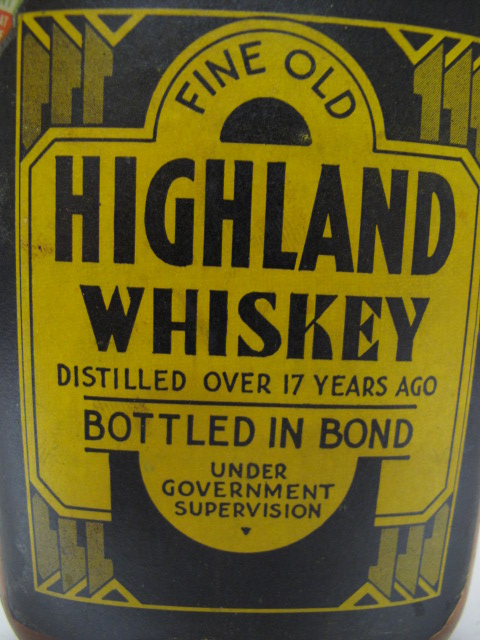 FINE OLD
HIGHLAND
WHISKEY
DISTILLED OVER 17 YEARS AGO
BOTTLED IN BOND
UNDER
GOVERNMENT
SUPERVISION